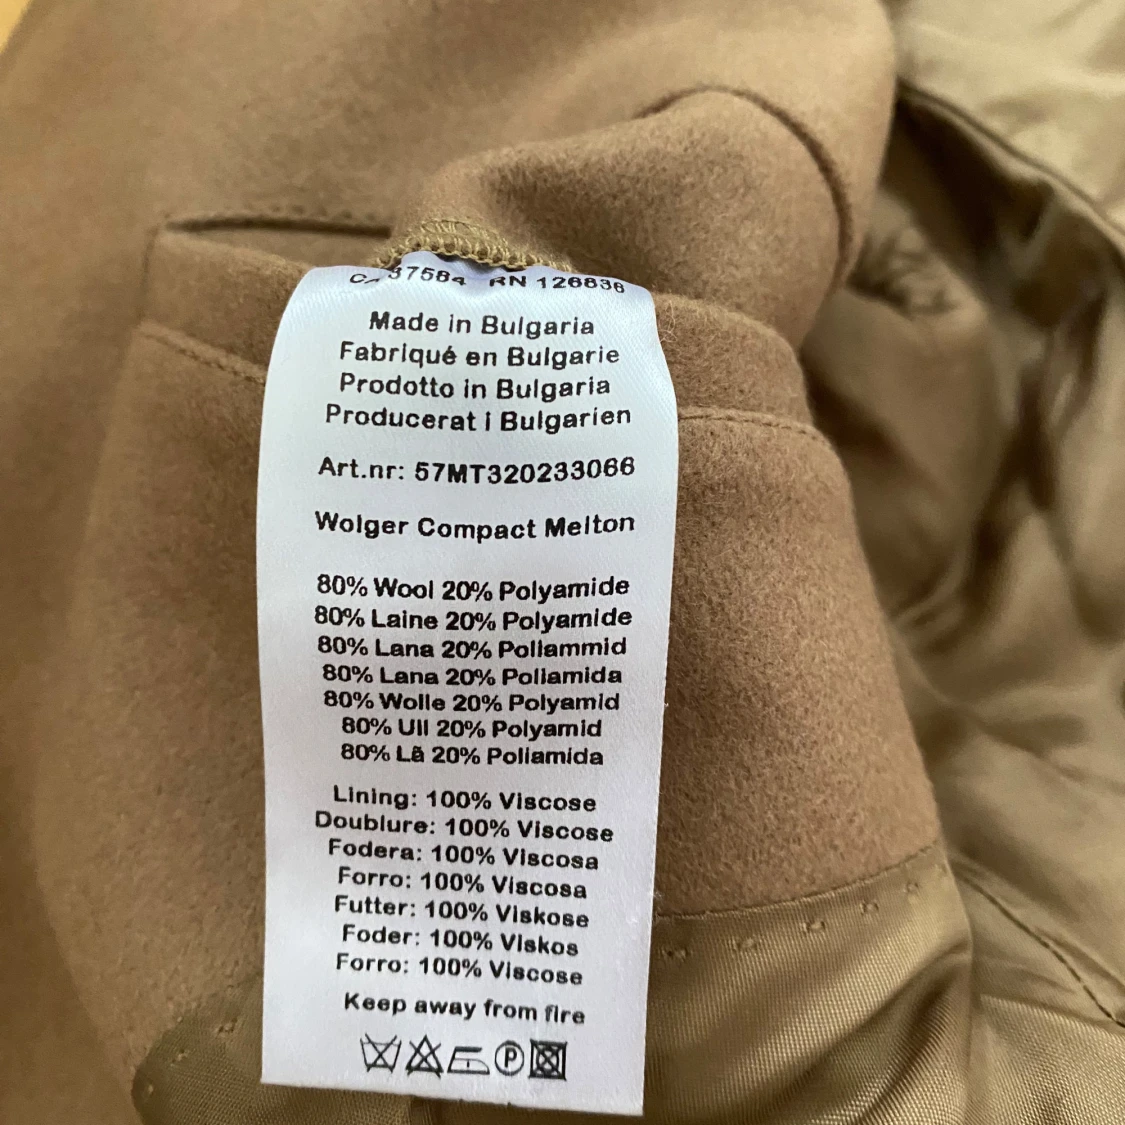 CA 37584 RN 126836
Made in Bulgaria
Fabriqué en Bulgarie
Prodotto in Bulgaria
Producerat i Bulgarien
Art.nr: 57MT320233066
Wolger Compact Melton
80% Wool 20% Polyamide
80% Laine 20% Polyamide
80% Lana 20% Poliammid
80% Lana 20% Poliamida
80% Wolle 20% Polyamid
80% Ull 20% Polyamid
80% Lã 20% Poliamida
Lining: 100% Viscose
Doublure: 100% Viscose
Fodera: 100% Viscosa
Forro: 100% Viscosa
Futter: 100% Viskose
Foder: 100% Viskos
Forro: 100% Viscose
Keep away from fire
P